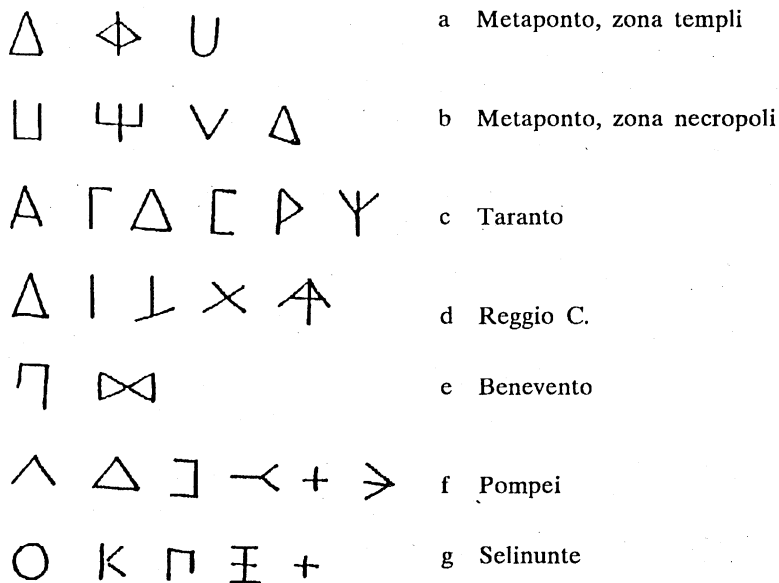 Δ Φ U a Metaponto, zona templi
⊔ Ψ V Δ b Metaponto, zona necropoli
A Γ Δ [ Þ Ψ c Taranto
Δ I ⊥ X d Reggio C.
⊓ ⋈ e Benevento
Λ Δ ] ≺ + f Pompei
O K Π Ξ + g Selinunte